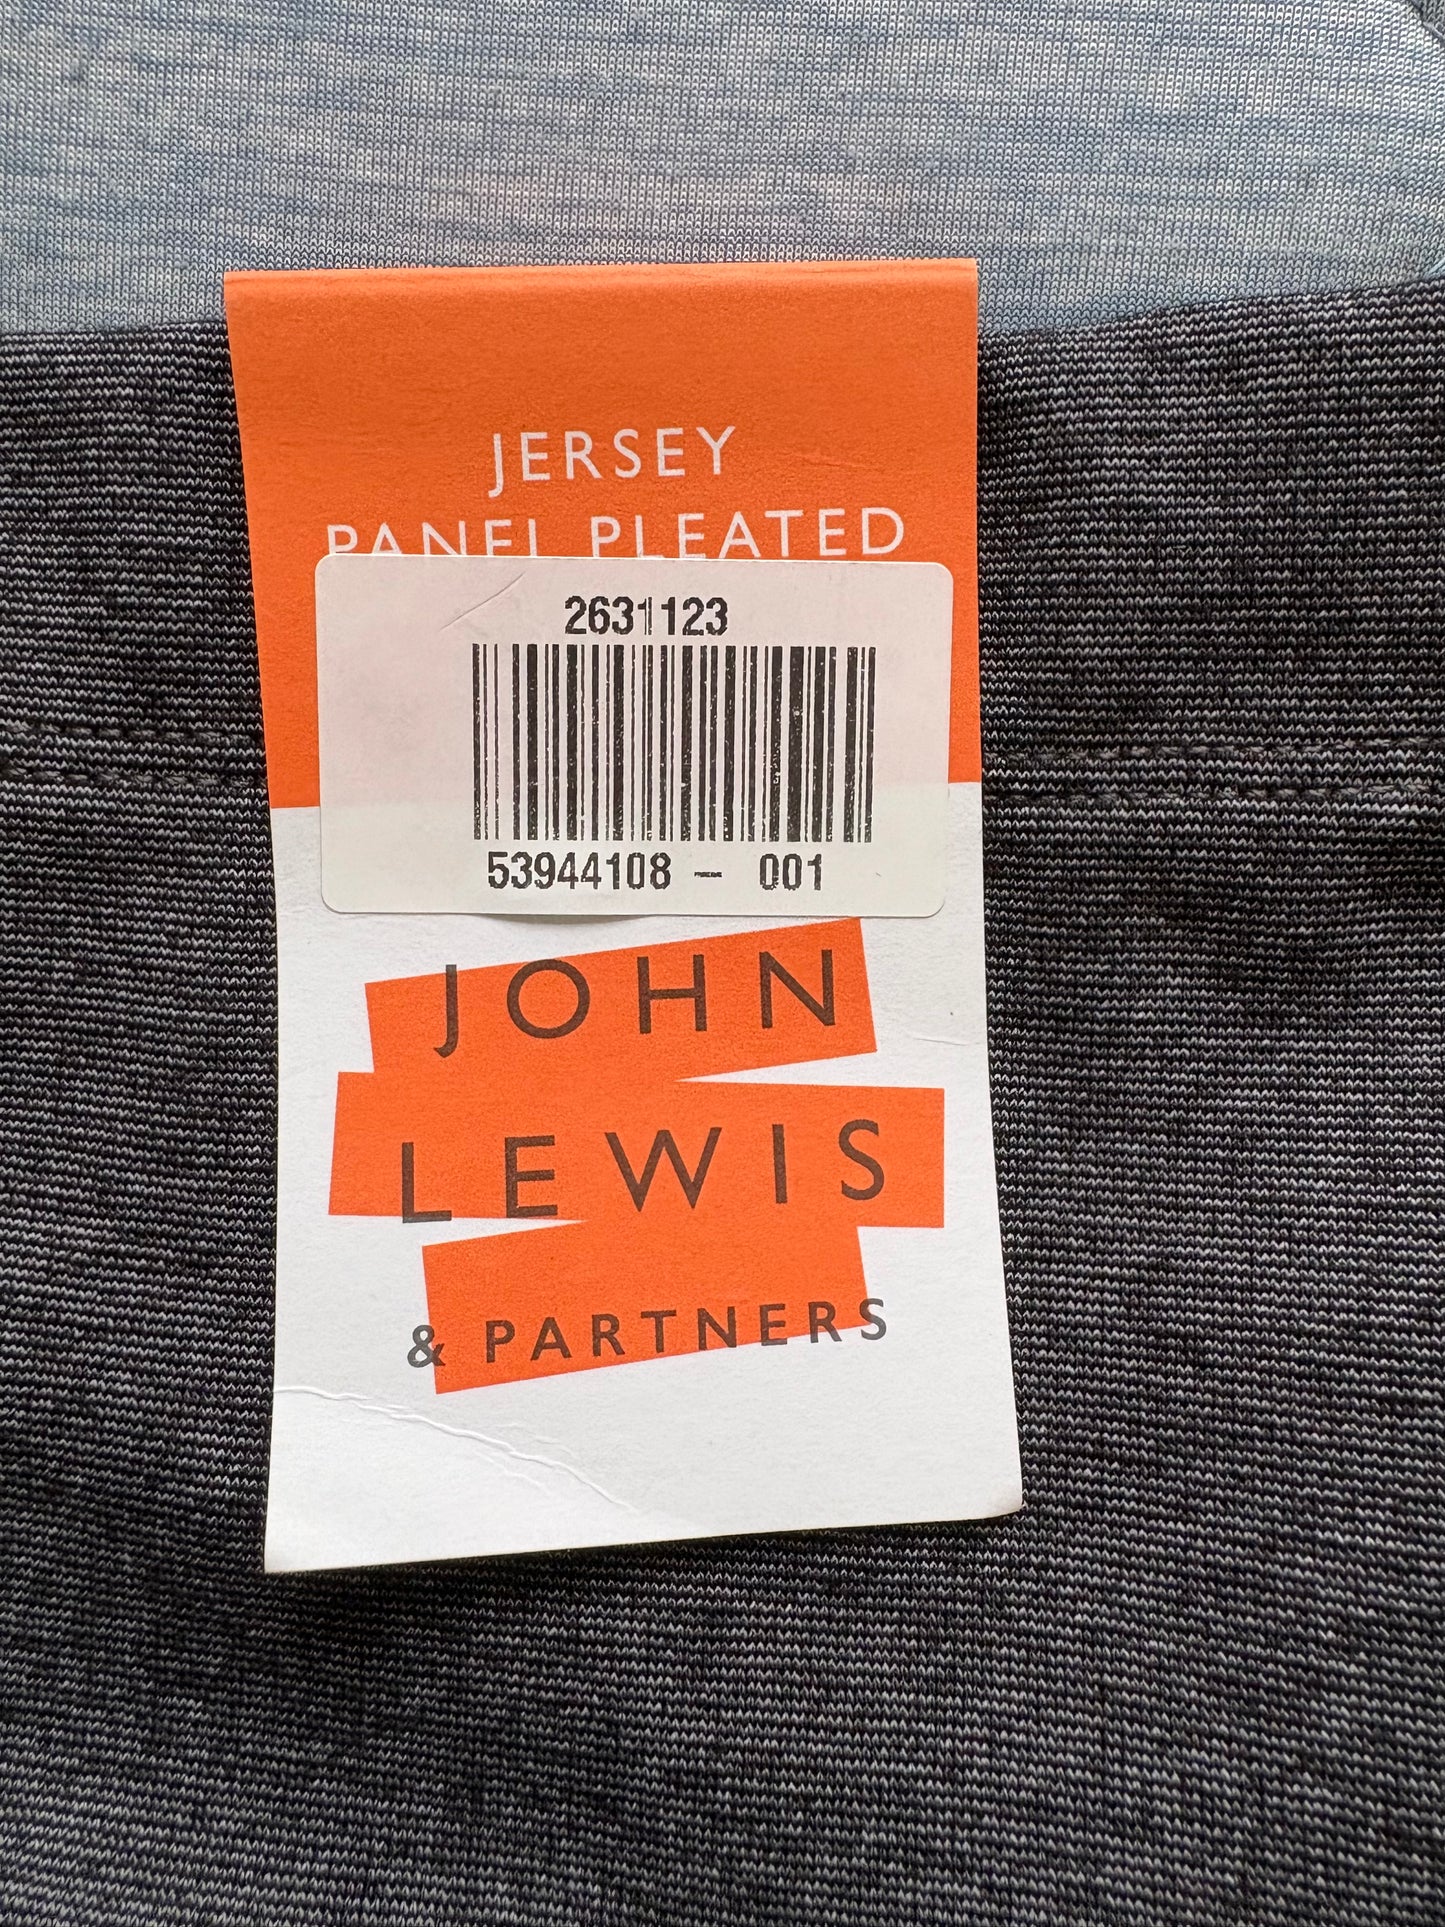 JERSEY
PANEL PLEATED
2631123
53944108 - 001
JOHN
LEWIS
& PARTNERS